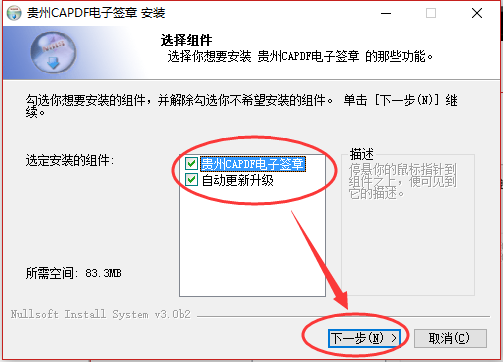 贵州CAPDF电子签章 安装
选择组件
选择你想要安装 贵州CAPDF电子签章 的那些功能。
勾选你想要安装的组件，并解除勾选你不希望安装的组件。 单击 [下一步(N)] 继
续。
选定安装的组件:
贵州CAPDF电子签章
自动更新升级
描述
停悬你的鼠标指针到
组件之上，便可见到
它的描述。
所需空间: 83.3MB
Nullsoft Install System v3.0b2
下一步(N) >
取消(C)